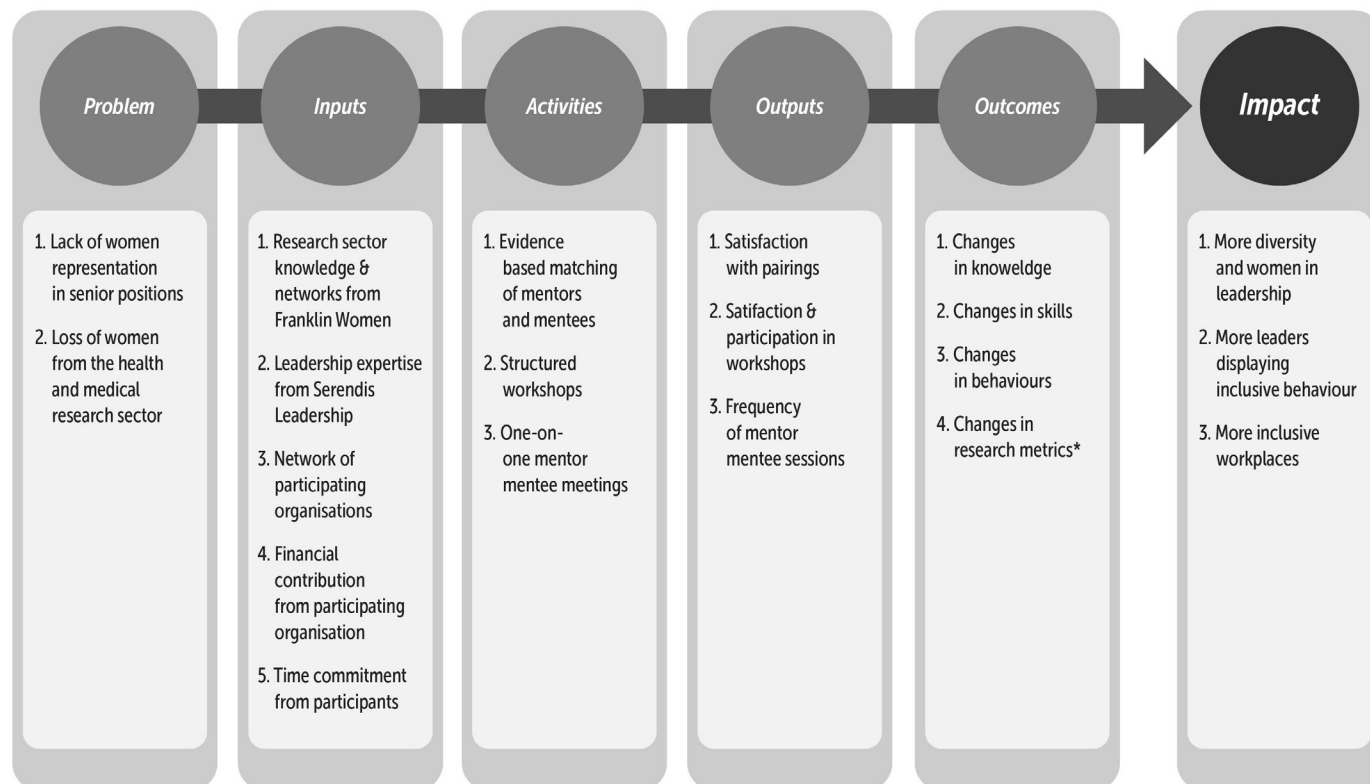 Problem
Inputs
Activities
Outputs
Outcomes
Impact
1. Lack of women
representation
in senior positions
2. Loss of women
from the health
and medical
research sector
1. Research sector
knowledge &
networks from
Franklin Women
2. Leadership expertise
from Serendis
Leadership
3. Network of
participating
organisations
4. Financial
contribution
from participating
organisation
5. Time commitment
from participants
1. Evidence
based matching
of mentors
and mentees
2. Structured
workshops
3. One-on-
one mentor
mentee meetings
1. Satisfaction
with pairings
2. Satifaction &
participation in
workshops
3. Frequency
of mentor
mentee sessions
1. Changes
in knoweldge
2. Changes in skills
3. Changes
in behaviours
4. Changes in
research metrics*
1. More diversity
and women in
leadership
2. More leaders
displaying
inclusive behaviour
3. More inclusive
workplaces